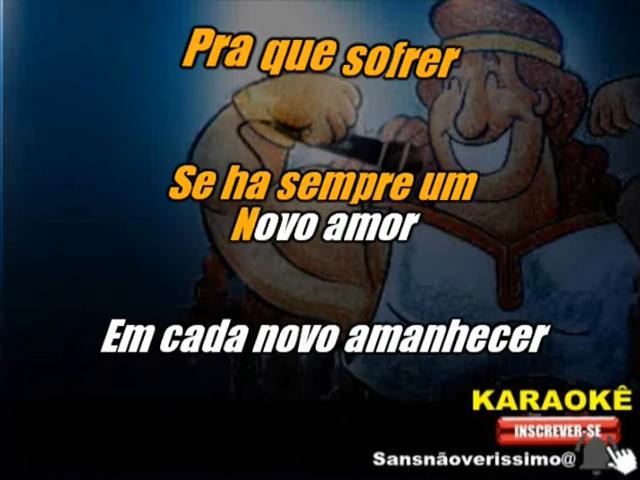 Pra que sofrer
Se ha sempre um
Novo amor
Em cada novo amanhecer
KARAOKÊ
INSCREVER-SE
Sansnãoverissimo@